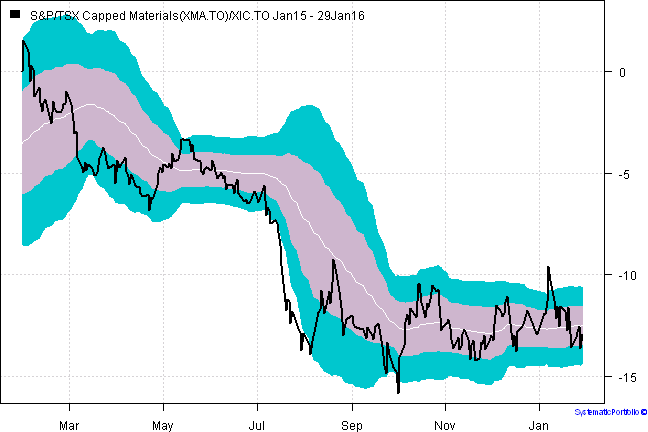 S&P/TSX Capped Materials(XMA.TO)/XIC.TO Jan15 - 29Jan16
0
-5
-10
-15
Mar May Jul Sep Nov Jan
SystematicPortfolio ©